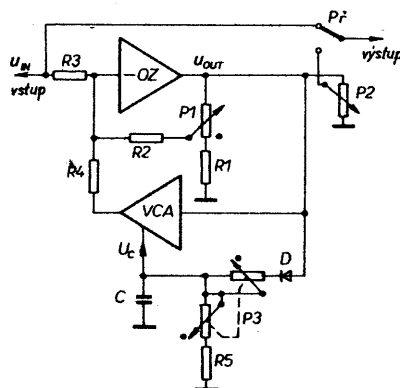 Př
u_IN
vstup
R3
-OZ
u_OUT
výstup
P1
P2
R2
R1
R4
VCA
U_C
D
C
P3
R5